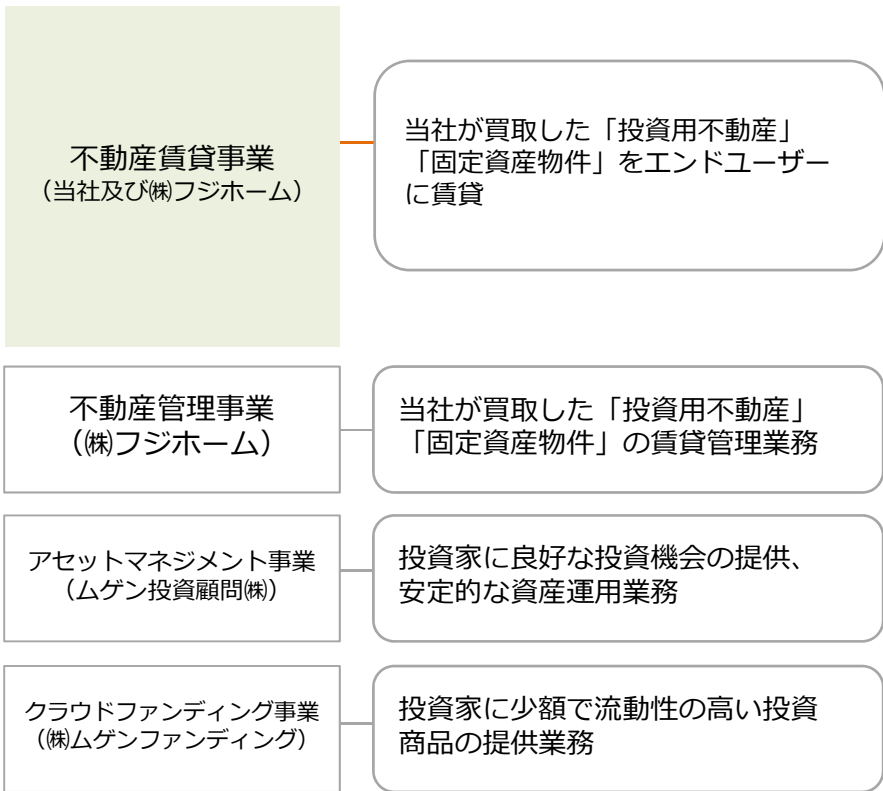 不動産賃貸事業
（当社及び㈱フジホーム）
当社が買取した「投資用不動産」
「固定資産物件」をエンドユーザー
に賃貸
不動産管理事業
（㈱フジホーム）
当社が買取した「投資用不動産」
「固定資産物件」の賃貸管理業務
アセットマネジメント事業
（ムゲン投資顧問㈱）
投資家に良好な投資機会の提供、
安定的な資産運用業務
クラウドファンディング事業
（㈱ムゲンファンディング）
投資家に少額で流動性の高い投資
商品の提供業務